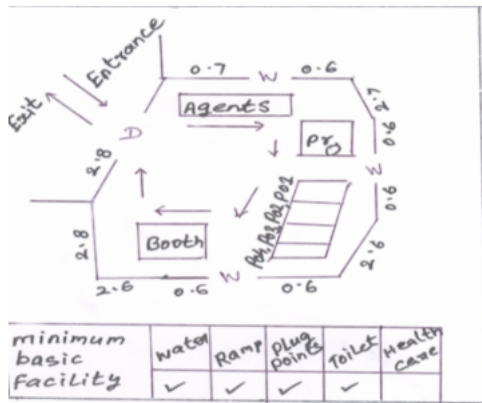 Entrance
Exit
0.7 W 0.6
2.7
Agents
0.6
D
Pro
W
2.8
0.6
PO4, PO3, PO2, PO1
Booth
2.8
2.6
2.6 0.6 W 0.6
minimum basic Facility
Water ✓
Ramp ✓
Plug points ✓
Toilet ✓
Health care